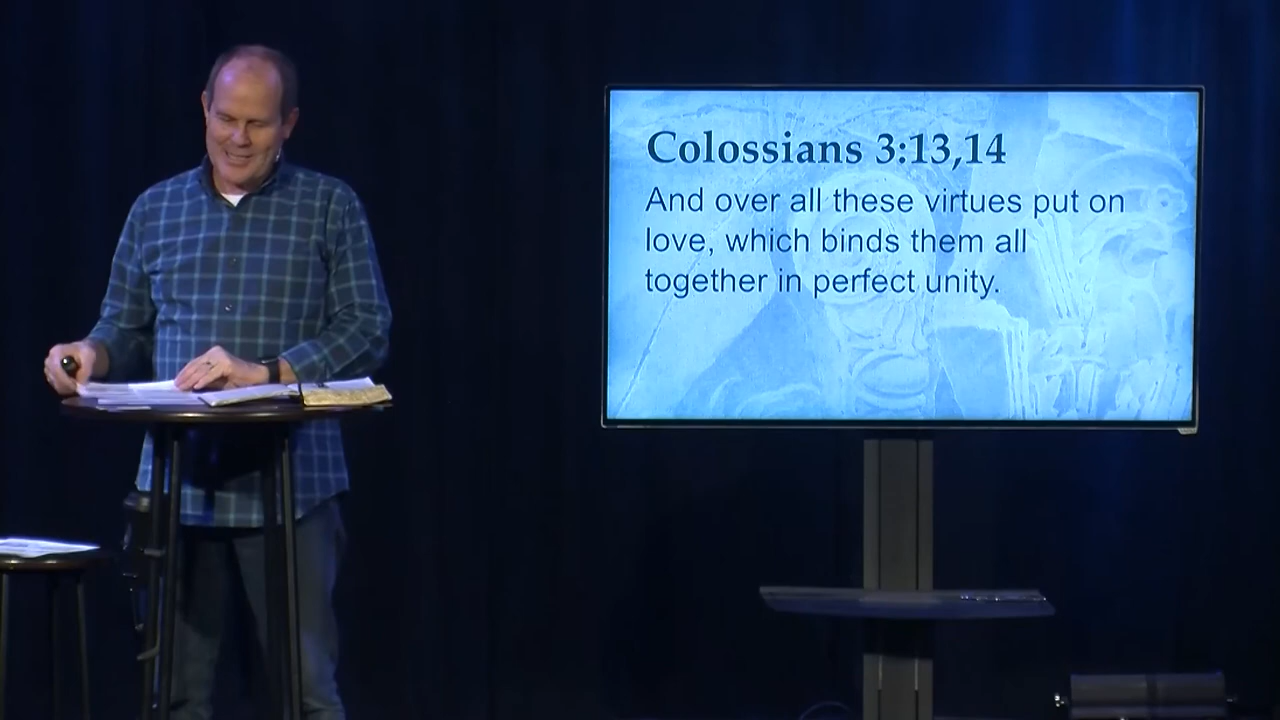 Colossians 3:13,14
And over all these virtues put on
love, which binds them all
together in perfect unity.